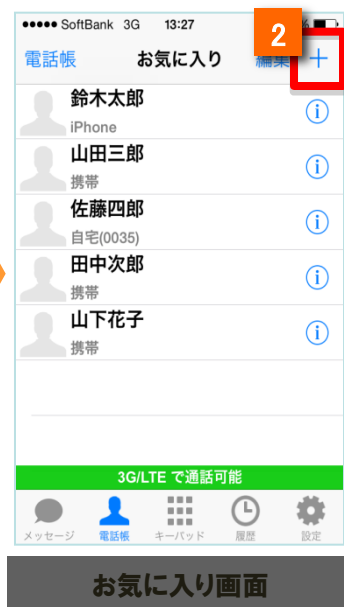 ●●●●● SoftBank 3G 13:27 %
2
電話帳 お気に入り 編集 +
鈴木太郎
iPhone
山田三郎
携帯
佐藤四郎
自宅(0035)
田中次郎
携帯
山下花子
携帯
3G/LTE で通話可能
メッセージ 電話帳 キーパッド 履歴 設定
お気に入り画面